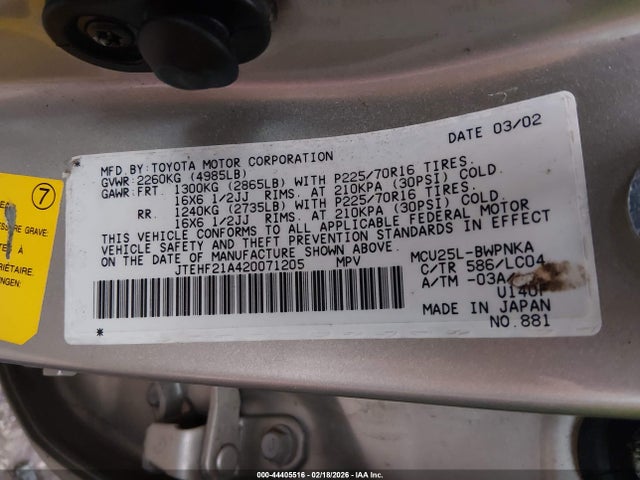 DATE 03/02
MFD.BY:TOYOTA MOTOR CORPORATION
GVWR:2260KG (4985LB)
GAWR:FRT. 1300KG (2865LB) WITH P225/70R16 TIRES.
16X6 1/2JJ RIMS. AT 210KPA (30PSI) COLD.
RR. 1240KG (2735LB) WITH P225/70R16 TIRES.
16X6 1/2JJ RIMS. AT 210KPA (30PSI) COLD.
THIS VEHICLE CONFORMS TO ALL APPLICABLE FEDERAL MOTOR
VEHICLE SAFETY AND THEFT PREVENTION STANDARDS IN EFFECT
ON THE DATE OF MANUFACTURE SHOWN ABOVE.
JTEHF21A420071205 MPV MCU25L-BWPNKA
C/TR 586/LC04
A/TM -03A
U140F
MADE IN JAPAN
NO.881
*
*
7
PRESSURE GRAVE:
000-44405516 - 02/18/2026 - IAA Inc.